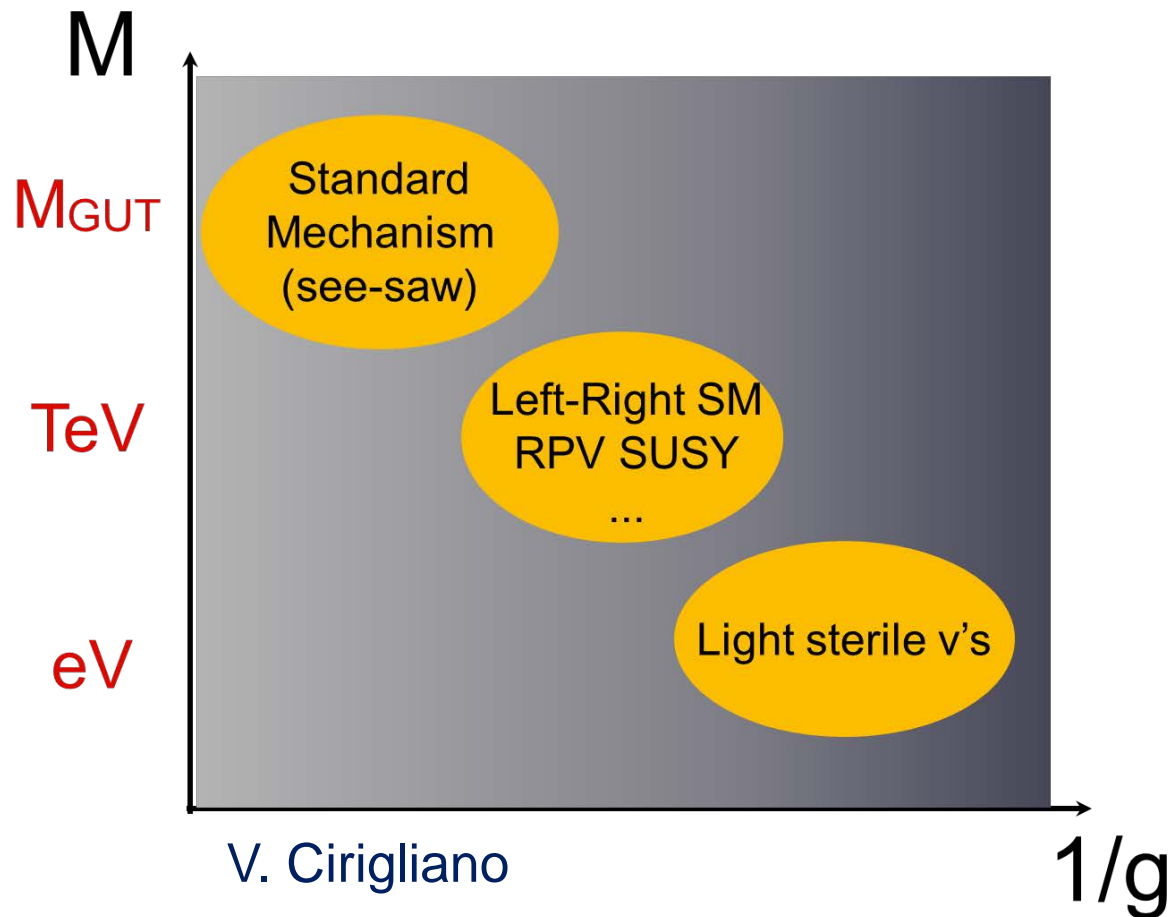 M
MGUT
Standard
Mechanism
(see-saw)
TeV
Left-Right SM
RPV SUSY
...
eV
Light sterile v's
V. Cirigliano
1/g